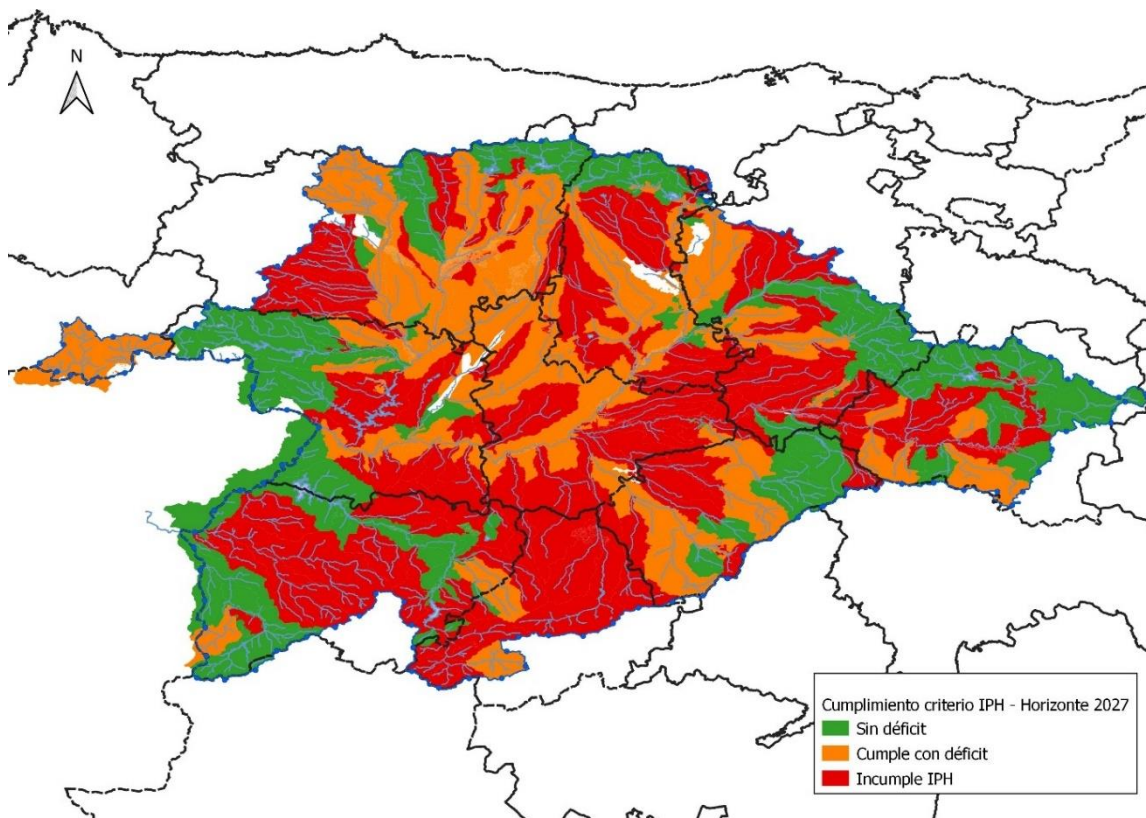 N
Cumplimiento criterio IPH - Horizonte 2027
Sin déficit
Cumple con déficit
Incumple IPH